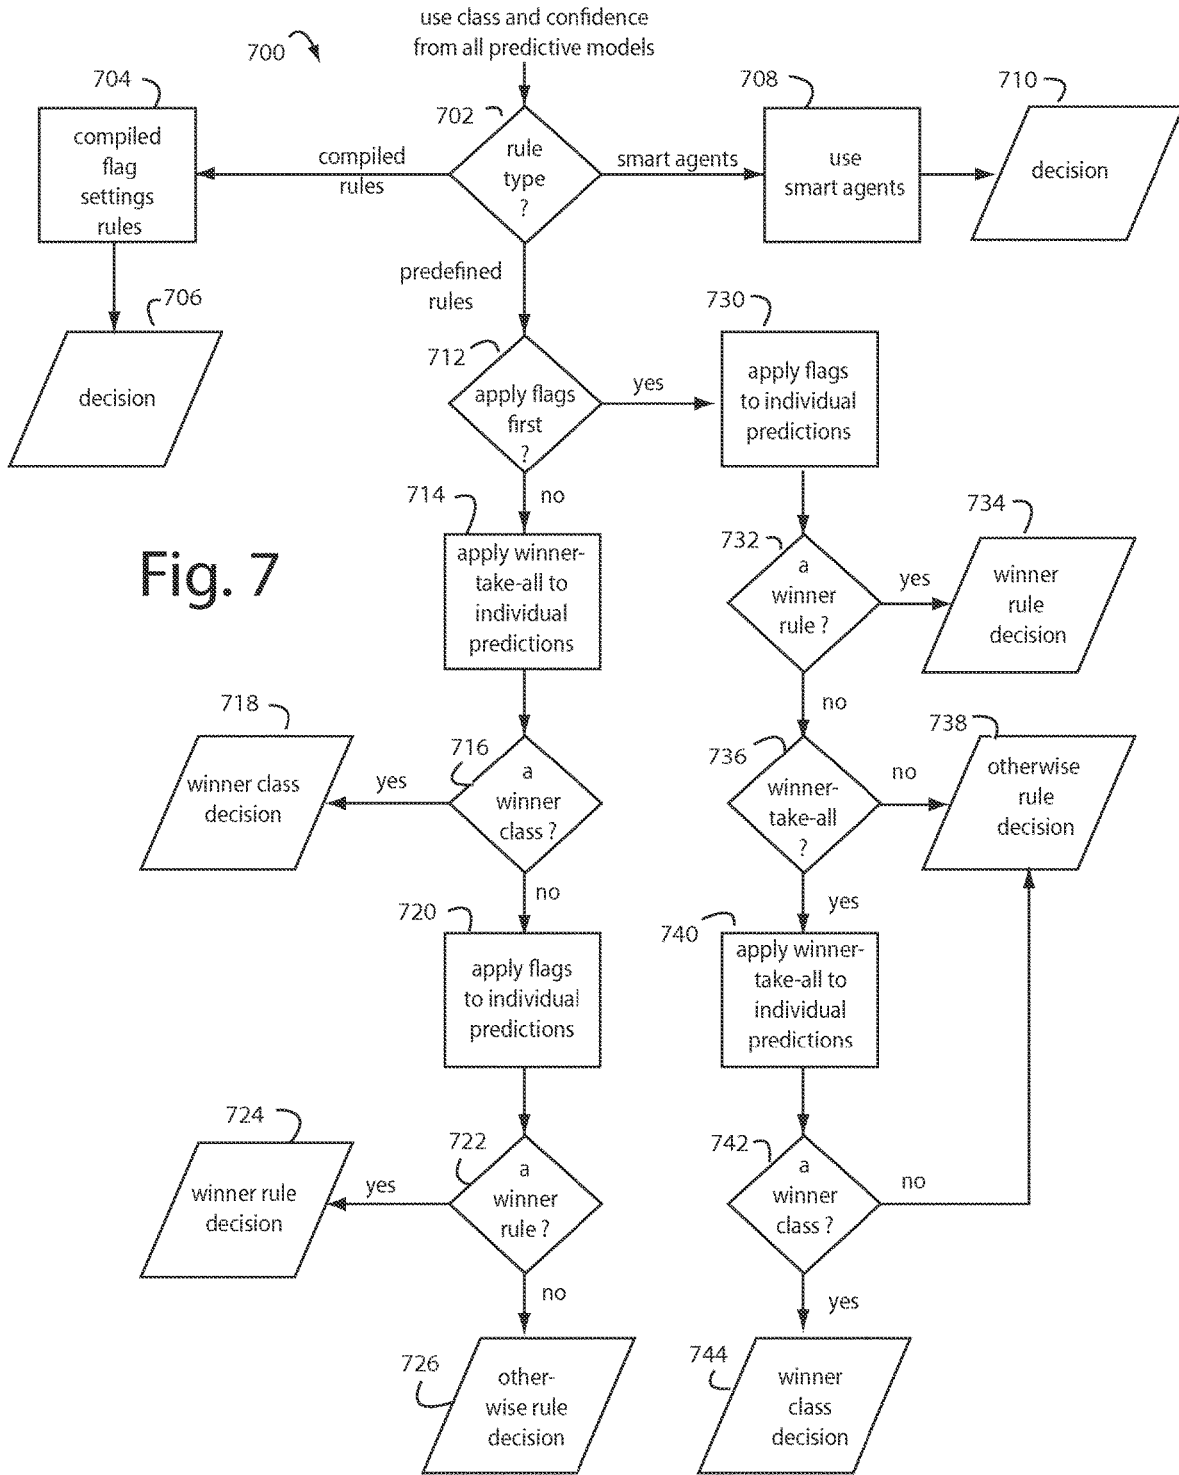 use class and confidence
from all predictive models
700
704
compiled
flag
settings
rules
compiled
rules
702
rule
type
?
smart agents
708
use
smart agents
710
decision
706
decision
predefined
rules
712
apply flags
first
?
yes
730
apply flags
to individual
predictions
no
Fig. 7
714
apply winner-
take-all to
individual
predictions
732
a
winner
rule ?
yes
734
winner
rule
decision
no
718
winner class
decision
yes
716
a
winner
class ?
no
736
winner-
take-all
?
no
738
otherwise
rule
decision
yes
720
apply flags
to individual
predictions
740
apply winner-
take-all to
individual
predictions
724
winner rule
decision
yes
722
a
winner
rule ?
no
742
a
winner
class ?
no
yes
726
other-
wise rule
decision
744
winner
class
decision